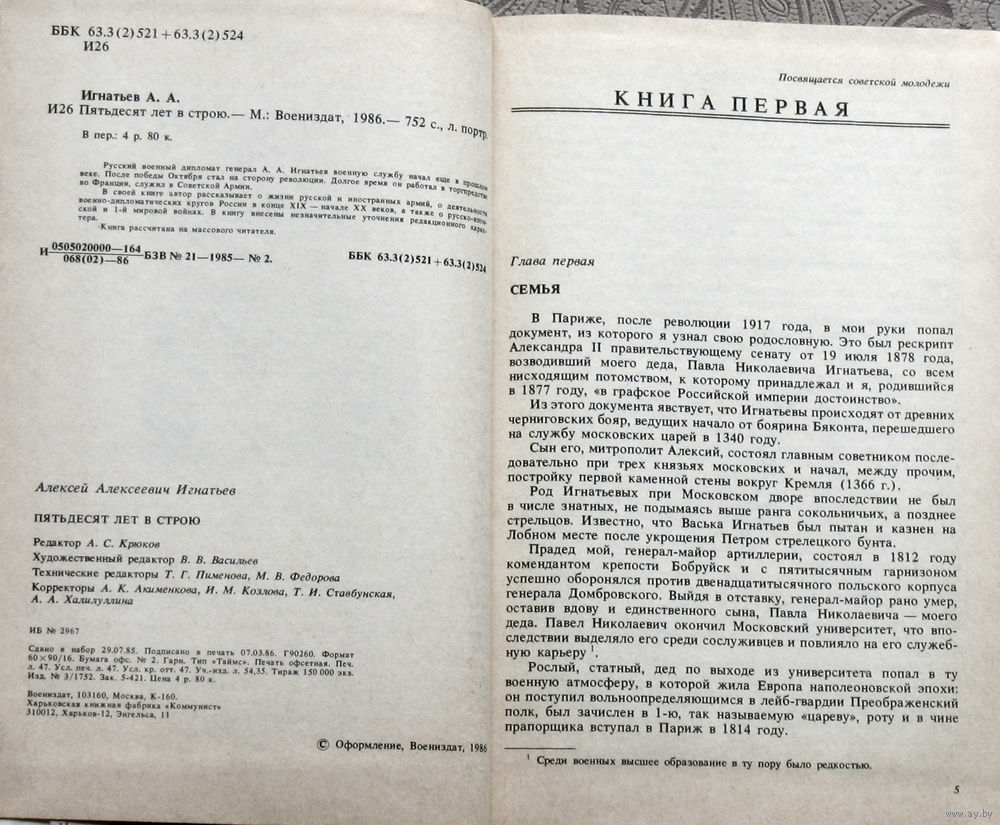 ББК 63.3(2)521+63.3(2)524
И26
Игнатьев А. А.
И26 Пятьдесят лет в строю.— М.: Воениздат, 1986.— 752 с., л. портр.
В пер.: 4 р. 80 к.
Русский военный дипломат генерал А. А. Игнатьев военную службу начал еще в прошлом
веке. После победы Октября стал на сторону революции. Долгое время он работал в торгпредстве
во Франции, служил в Советской Армии.
В своей книге автор рассказывает о жизни русской и иностранных армий, о деятельности
военно-дипломатических кругов России в конце XIX — начале XX веков, а также о русско-япон-
ской и 1-й мировой войнах. В книгу внесены незначительные уточнения редакционного харак-
тера.
Книга рассчитана на массового читателя.
И 0505020000—164
068(02)—86 БЗВ № 21—1985— № 2.
ББК 63.3(2)521+63.3(2)524
Алексей Алексеевич Игнатьев
ПЯТЬДЕСЯТ ЛЕТ В СТРОЮ
Редактор А. С. Крюков
Художественный редактор В. В. Васильев
Технические редакторы Т. Г. Пименова, М. В. Федорова
Корректоры А. К. Акименкова, И. М. Козлова, Т. И. Ставбунская,
А. А. Халилуллина
ИБ № 2967
Сдано в набор 29.07.85. Подписано в печать 07.03.86. Г90260. Формат
60×90/16. Бумага офс. № 2. Гарн. Тип «Таймс». Печать офсетная. Печ.
л. 47. Усл. печ. л. 47. Усл. кр. отт. 47. Уч.-изд. л. 54,35. Тираж 150 000 экз.
Изд. № 3/1752. Зак. 5-421. Цена 4 р. 80 к.
Воениздат, 103160, Москва, К-160.
Харьковская книжная фабрика «Коммунист»
310012, Харьков-12, Энгельса, 11
© Оформление, Воениздат, 1986
Посвящается советской молодежи
КНИГА ПЕРВАЯ
Глава первая
СЕМЬЯ
В Париже, после революции 1917 года, в мои руки попал
документ, из которого я узнал свою родословную. Это был рескрипт
Александра II правительствующему сенату от 19 июля 1878 года,
возводивший моего деда, Павла Николаевича Игнатьева, со всем
нисходящим потомством, к которому принадлежал и я, родившийся
в 1877 году, «в графское Российской империи достоинство».
Из этого документа явствует, что Игнатьевы происходят от древних
черниговских бояр, ведущих начало от боярина Бяконта, перешедшего
на службу московских царей в 1340 году.
Сын его, митрополит Алексий, состоял главным советником после-
довательно при трех князьях московских и начал, между прочим,
постройку первой каменной стены вокруг Кремля (1366 г.).
Род Игнатьевых при Московском дворе впоследствии не был
в числе знатных, не подымаясь выше ранга сокольничьих, а позднее
стрельцов. Известно, что Васька Игнатьев был пытан и казнен на
Лобном месте после укрощения Петром стрелецкого бунта.
Прадед мой, генерал-майор артиллерии, состоял в 1812 году
комендантом крепости Бобруйск и с пятитысячным гарнизоном
успешно оборонялся против двенадцатитысячного польского корпуса
генерала Домбровского. Выйдя в отставку, генерал-майор рано умер,
оставив вдову и единственного сына, Павла Николаевича — моего
деда. Павел Николаевич окончил Московский университет, что впо-
следствии выделяло его среди сослуживцев и повлияло на его служеб-
ную карьеру 1.
Рослый, статный, дед по выходе из университета попал в ту
военную атмосферу, в которой жила Европа наполеоновской эпохи:
он поступил вольноопределяющимся в лейб-гвардии Преображенский
полк, был зачислен в 1-ю, так называемую «цареву», роту и в чине
прапорщика вступал в Париж в 1814 году.
1 Среди военных высшее образование в ту пору было редкостью.
5
www.ay.by